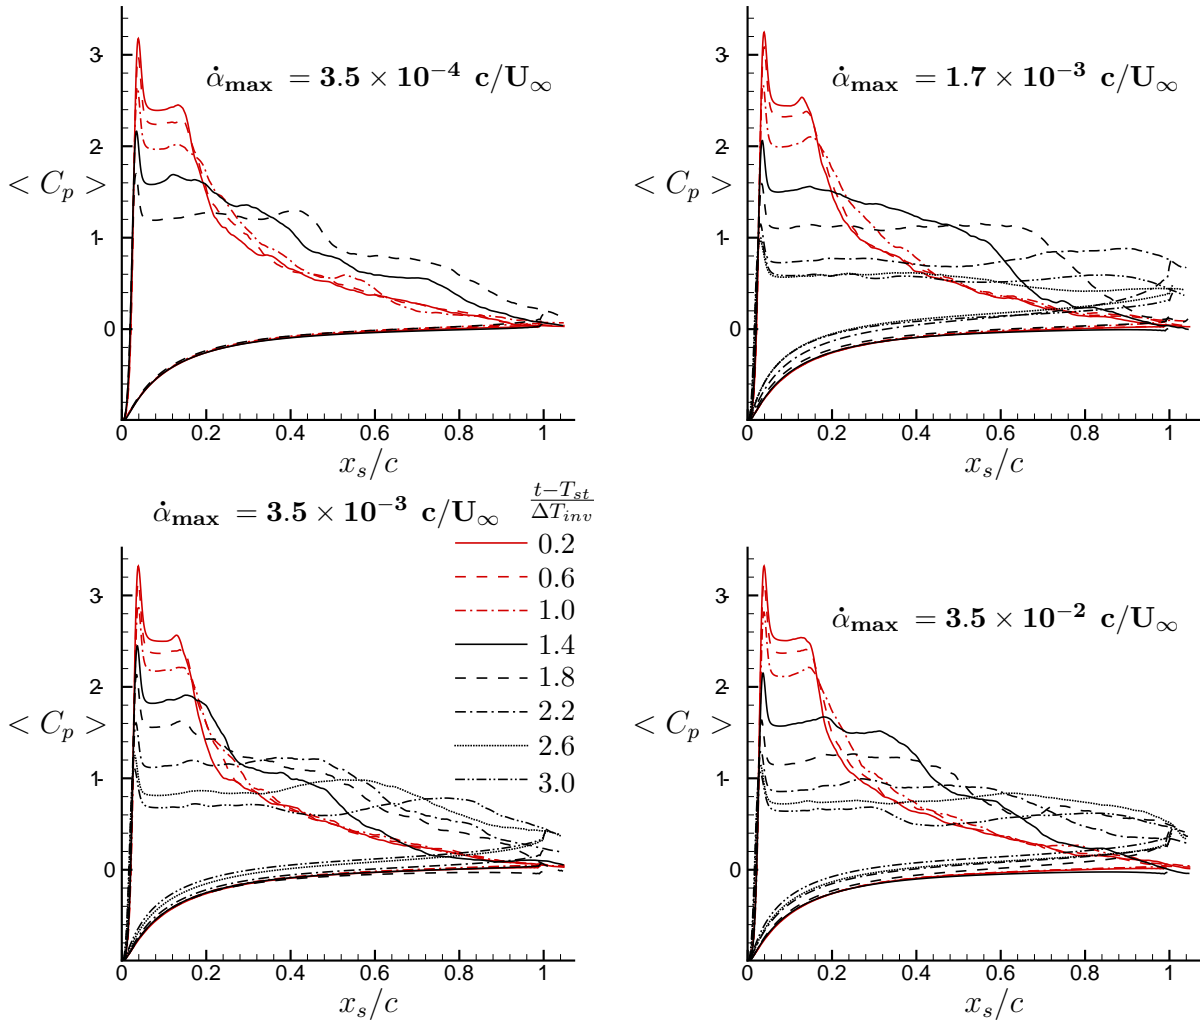 α̇max = 3.5 × 10−4 c/U∞
3
2
1
0
< Cp >
0 0.2 0.4 0.6 0.8 1
xs/c
α̇max = 1.7 × 10−3 c/U∞
3
2
1
0
< Cp >
0 0.2 0.4 0.6 0.8 1
xs/c
α̇max = 3.5 × 10−3 c/U∞
3
2
1
0
< Cp >
0 0.2 0.4 0.6 0.8 1
xs/c
t−Tst
ΔTinv
0.2
0.6
1.0
1.4
1.8
2.2
2.6
3.0
α̇max = 3.5 × 10−2 c/U∞
3
2
1
0
< Cp >
0 0.2 0.4 0.6 0.8 1
xs/c